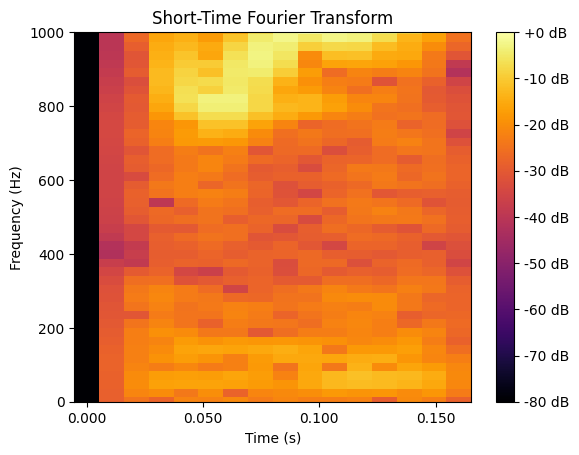 Short-Time Fourier Transform
1000
800
600
400
200
0
Frequency (Hz)
0.000
0.050
0.100
0.150
Time (s)
+0 dB
-10 dB
-20 dB
-30 dB
-40 dB
-50 dB
-60 dB
-70 dB
-80 dB